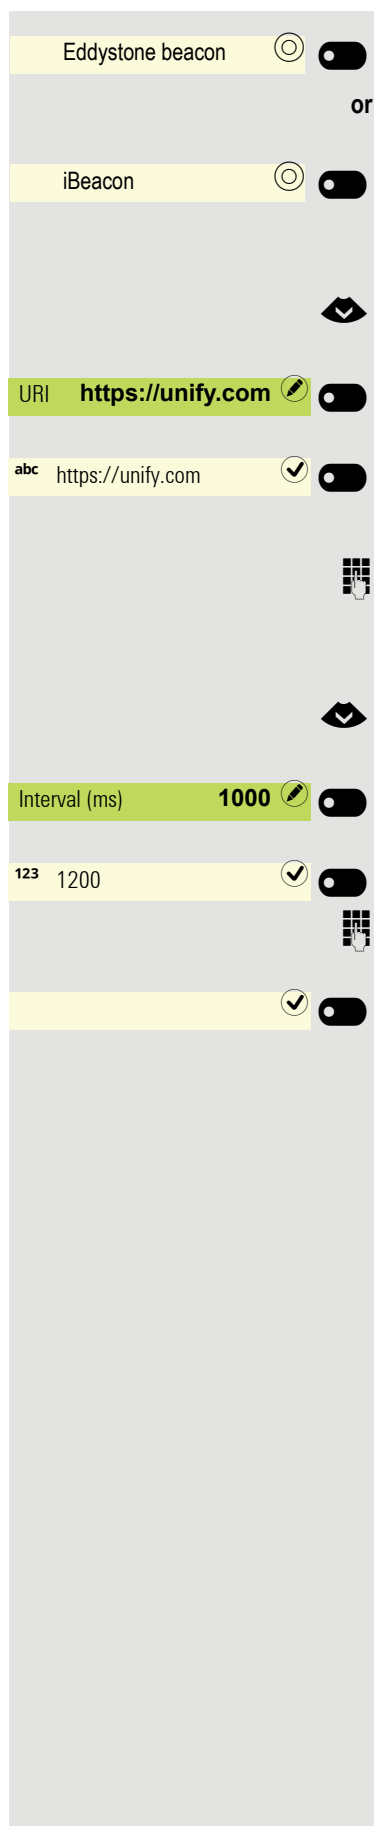 Eddystone beacon
or
iBeacon
URI https://unify.com
abc https://unify.com
Interval (ms) 1000
123 1200